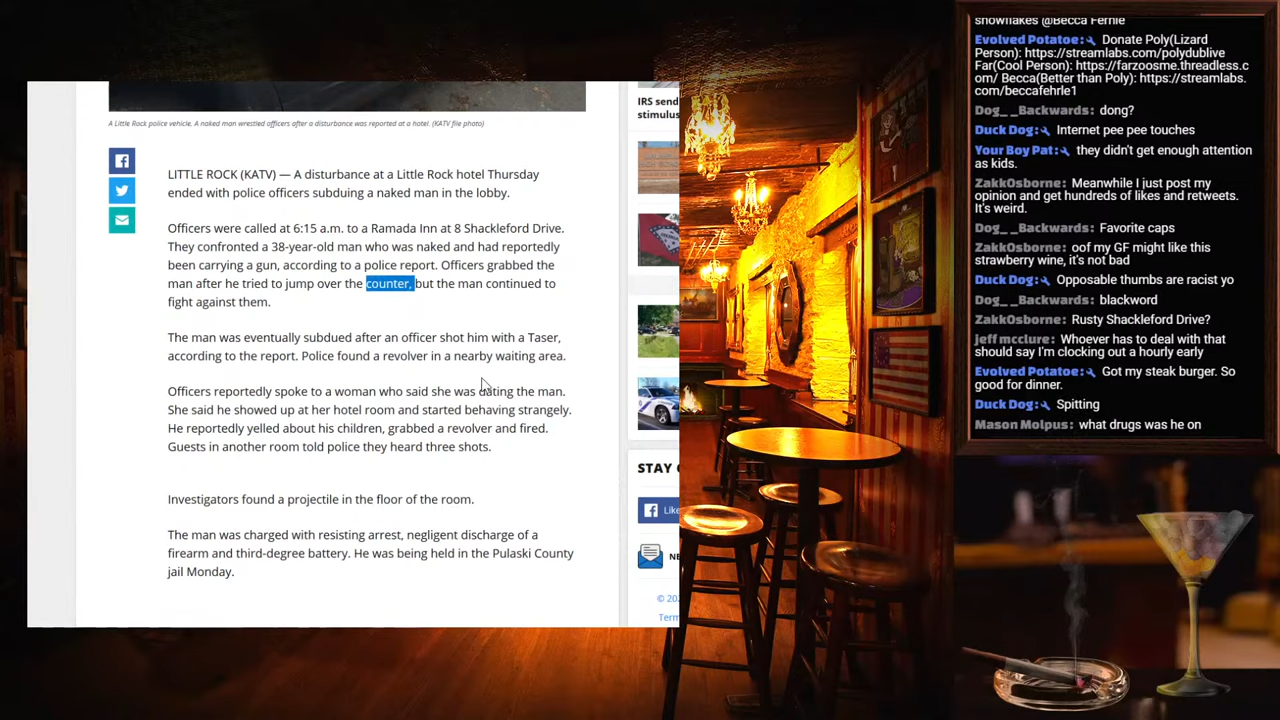 A Little Rock police vehicle. A naked man wrestled officers after a disturbance was reported at a hotel. (KATV file photo)
LITTLE ROCK (KATV) — A disturbance at a Little Rock hotel Thursday
ended with police officers subduing a naked man in the lobby.
Officers were called at 6:15 a.m. to a Ramada Inn at 8 Shackleford Drive.
They confronted a 38-year-old man who was naked and had reportedly
been carrying a gun, according to a police report. Officers grabbed the
man after he tried to jump over the counter, but the man continued to
fight against them.
The man was eventually subdued after an officer shot him with a Taser,
according to the report. Police found a revolver in a nearby waiting area.
Officers reportedly spoke to a woman who said she was dating the man.
She said he showed up at her hotel room and started behaving strangely.
He reportedly yelled about his children, grabbed a revolver and fired.
Guests in another room told police they heard three shots.
Investigators found a projectile in the floor of the room.
The man was charged with resisting arrest, negligent discharge of a
firearm and third-degree battery. He was being held in the Pulaski County
jail Monday.
IRS send
stimulus
STAY
Like
NE
© 20
Term
snowflakes @Becca Fehrle
Evolved Potatoe: Donate Poly(Lizard
Person): https://streamlabs.com/polydublive
Far(Cool Person): https://farzoosme.threadless.c
om/ Becca(Better than Poly): https://streamlabs.
com/beccafehrle1
Dog_ _Backwards: dong?
Duck Dog: Internet pee pee touches
Your Boy Pat: they didn't get enough attention
as kids.
ZakkOsborne: Meanwhile I just post my
opinion and get hundreds of likes and retweets.
It's weird.
Dog_ _Backwards: Favorite caps
ZakkOsborne: oof my GF might like this
strawberry wine, it's not bad
Duck Dog: Opposable thumbs are racist yo
Dog_ _Backwards: blackword
ZakkOsborne: Rusty Shackleford Drive?
jeff mcclure: Whoever has to deal with that
should say I'm clocking out a hourly early
Evolved Potatoe: Got my steak burger. So
good for dinner.
Duck Dog: Spitting
Mason Molpus: what drugs was he on